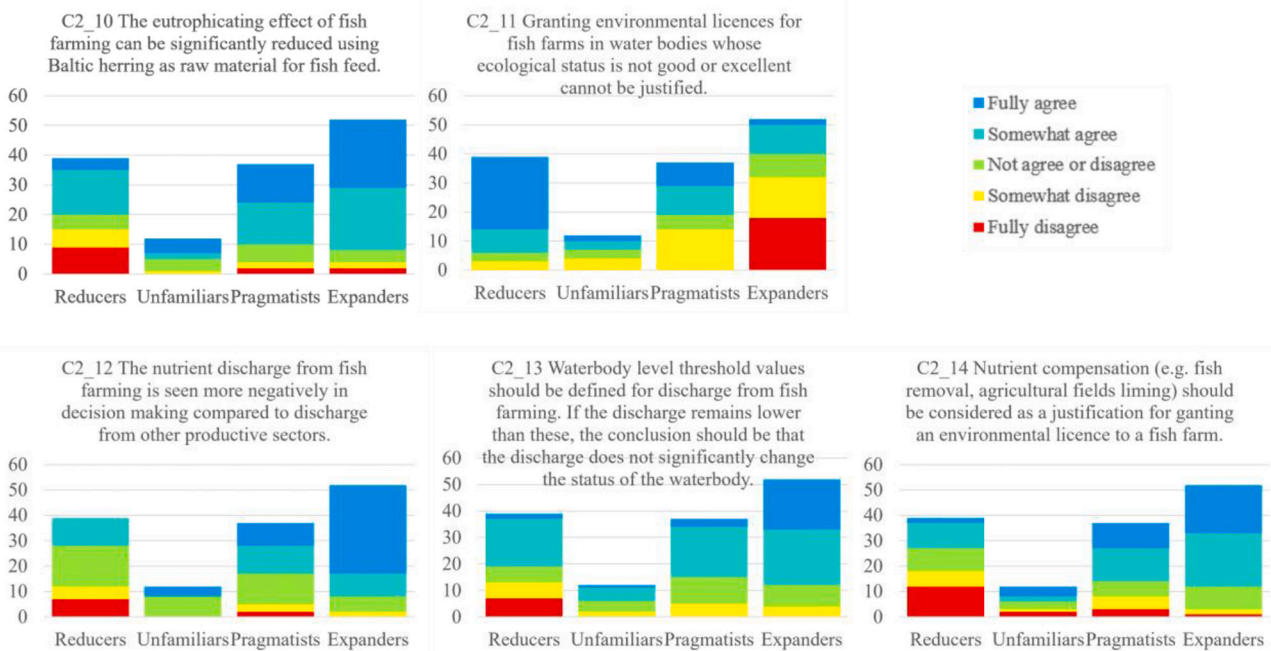 C2_10 The eutrophicating effect of fish
farming can be significantly reduced using
Baltic herring as raw material for fish feed.
60
50
40
30
20
10
0
Reducers Unfamiliars Pragmatists Expanders
C2_11 Granting environmental licences for
fish farms in water bodies whose
ecological status is not good or excellent
cannot be justified.
60
50
40
30
20
10
0
Reducers Unfamiliars Pragmatists Expanders
Fully agree
Somewhat agree
Not agree or disagree
Somewhat disagree
Fully disagree
C2_12 The nutrient discharge from fish
farming is seen more negatively in
decision making compared to discharge
from other productive sectors.
60
50
40
30
20
10
0
Reducers Unfamiliars Pragmatists Expanders
C2_13 Waterbody level threshold values
should be defined for discharge from fish
farming. If the discharge remains lower
than these, the conclusion should be that
the discharge does not significantly change
the status of the waterbody.
60
50
40
30
20
10
0
Reducers Unfamiliars Pragmatists Expanders
C2_14 Nutrient compensation (e.g. fish
removal, agricultural fields liming) should
be considered as a justification for ganting
an environmental licence to a fish farm.
60
50
40
30
20
10
0
Reducers Unfamiliars Pragmatists Expanders